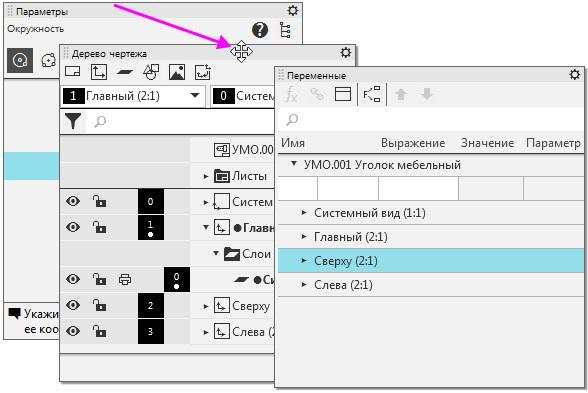 Параметры
Окружность
Дерево чертежа
1 Главный (2:1)
0 Систем
УМО.00
Листы
0
1 Главн
Слои
0
2 Сверху (2
3 Слева (2
Укажи
ее коо
Переменные
Имя Выражение Значение Параметр
УМО.001 Уголок мебельный
Системный вид (1:1)
Главный (2:1)
Сверху (2:1)
Слева (2:1)